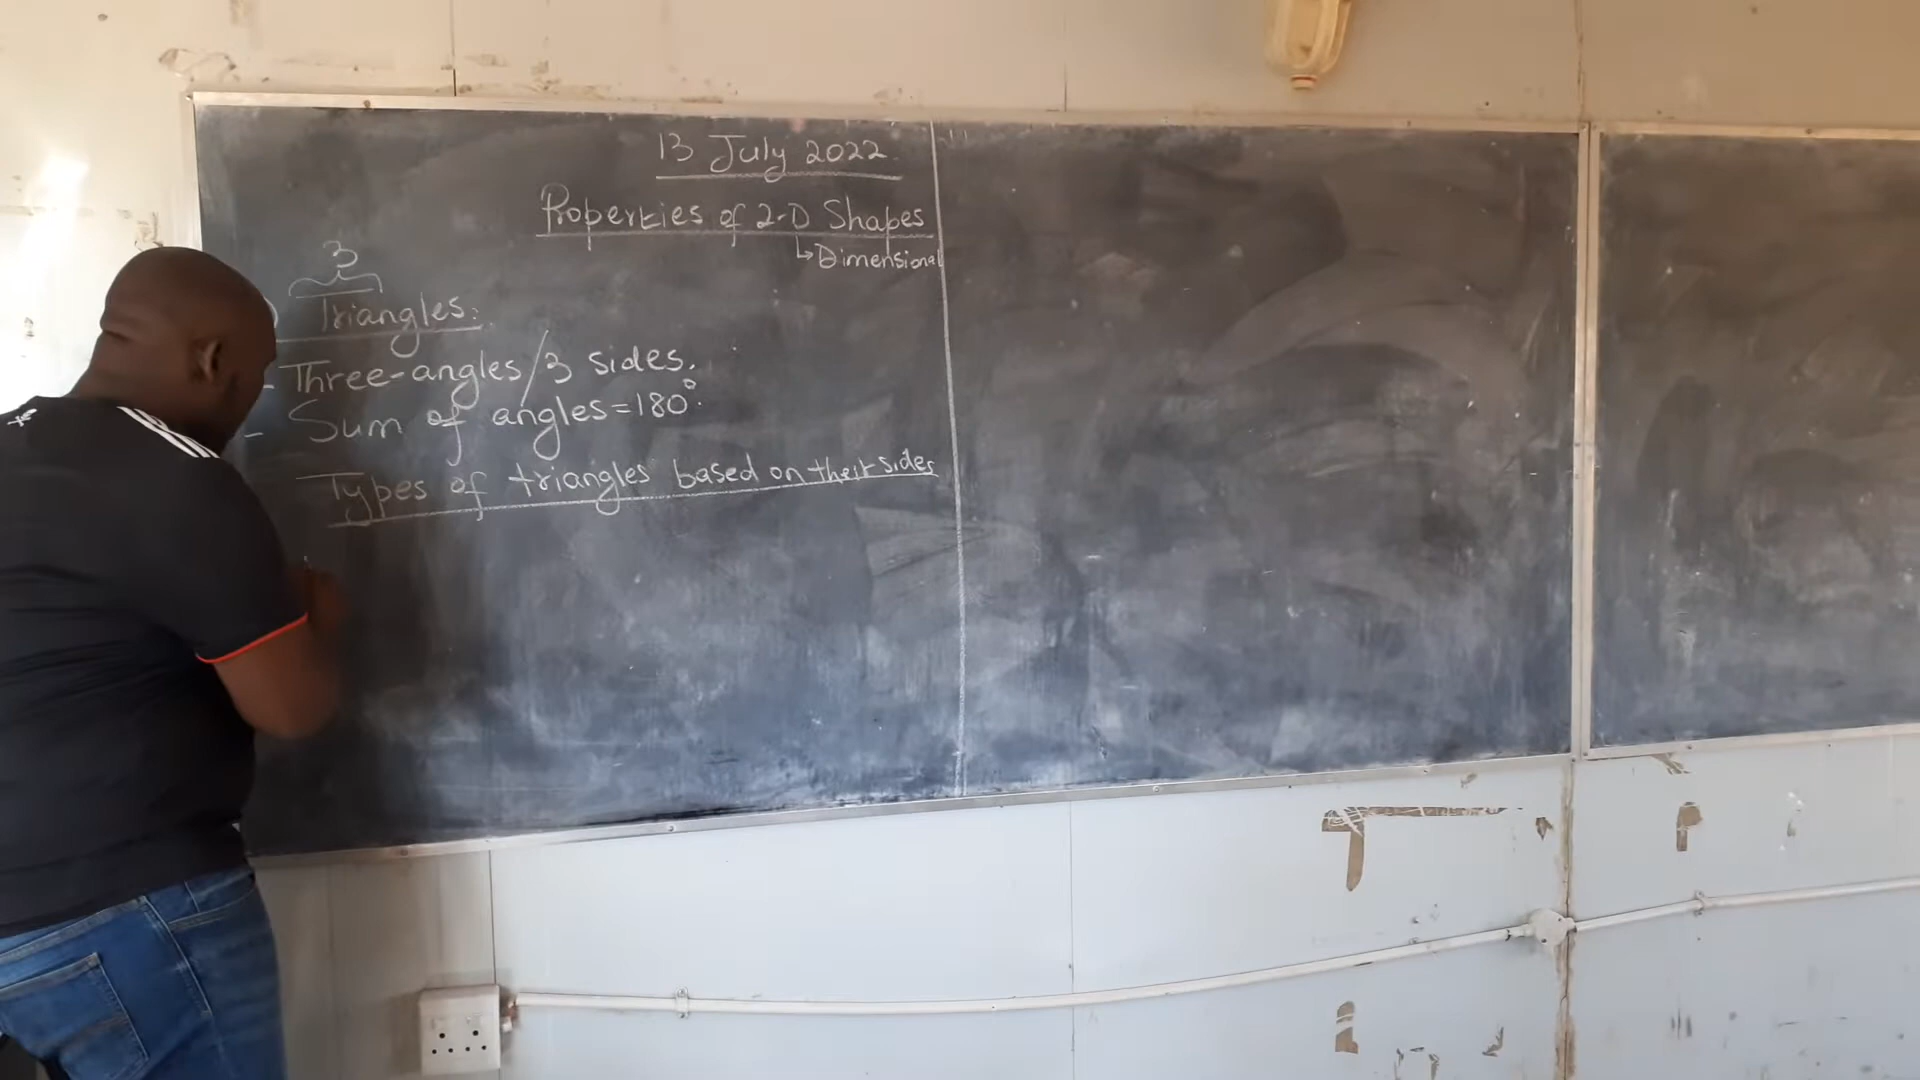 13 July 2022.
Properties of 2-D Shapes
↳Dimensional
3
Triangles:
- Three-angles/3 sides.
- Sum of angles=180°.
Types of triangles based on their sides